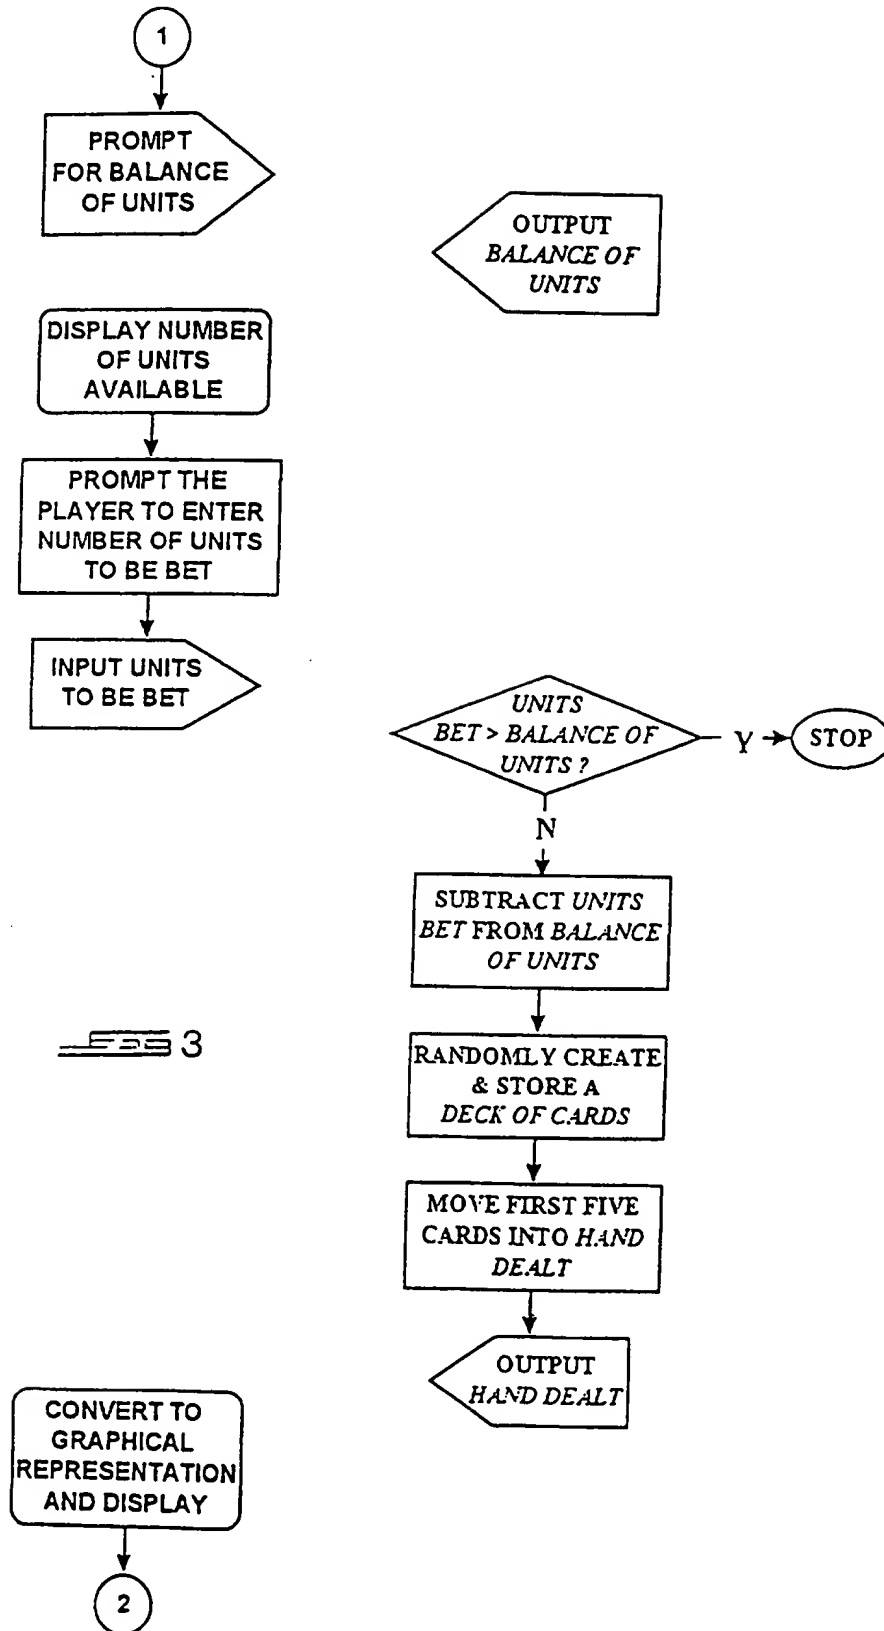 1
PROMPT
FOR BALANCE
OF UNITS
OUTPUT
BALANCE OF
UNITS
DISPLAY NUMBER
OF UNITS
AVAILABLE
PROMPT THE
PLAYER TO ENTER
NUMBER OF UNITS
TO BE BET
INPUT UNITS
TO BE BET
UNITS
BET > BALANCE OF
UNITS ?
Y
STOP
N
SUBTRACT UNITS
BET FROM BALANCE
OF UNITS
3
RANDOMLY CREATE
& STORE A
DECK OF CARDS
MOVE FIRST FIVE
CARDS INTO HAND
DEALT
OUTPUT
HAND DEALT
CONVERT TO
GRAPHICAL
REPRESENTATION
AND DISPLAY
2